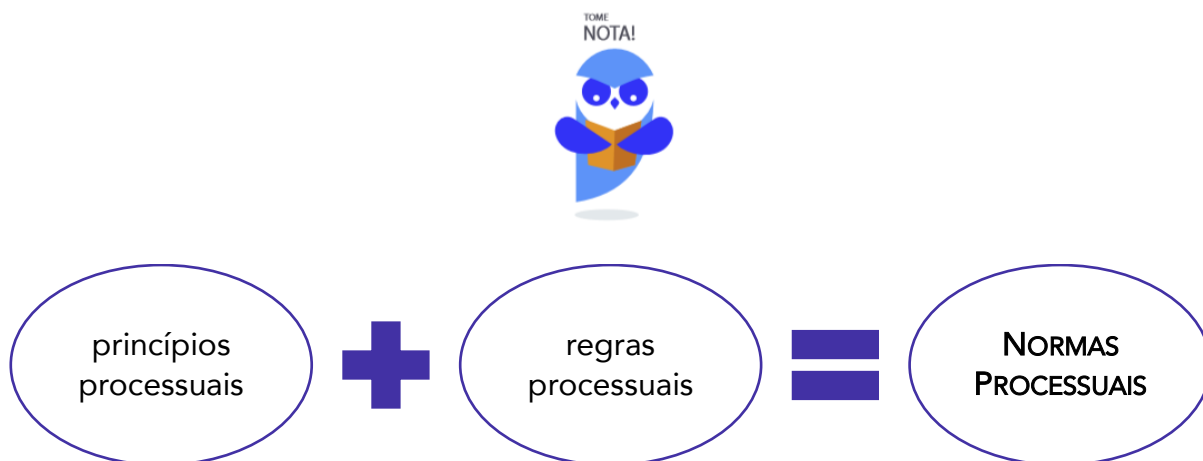 TOME
NOTA!
princípios
processuais
regras
processuais
NORMAS
PROCESSUAIS